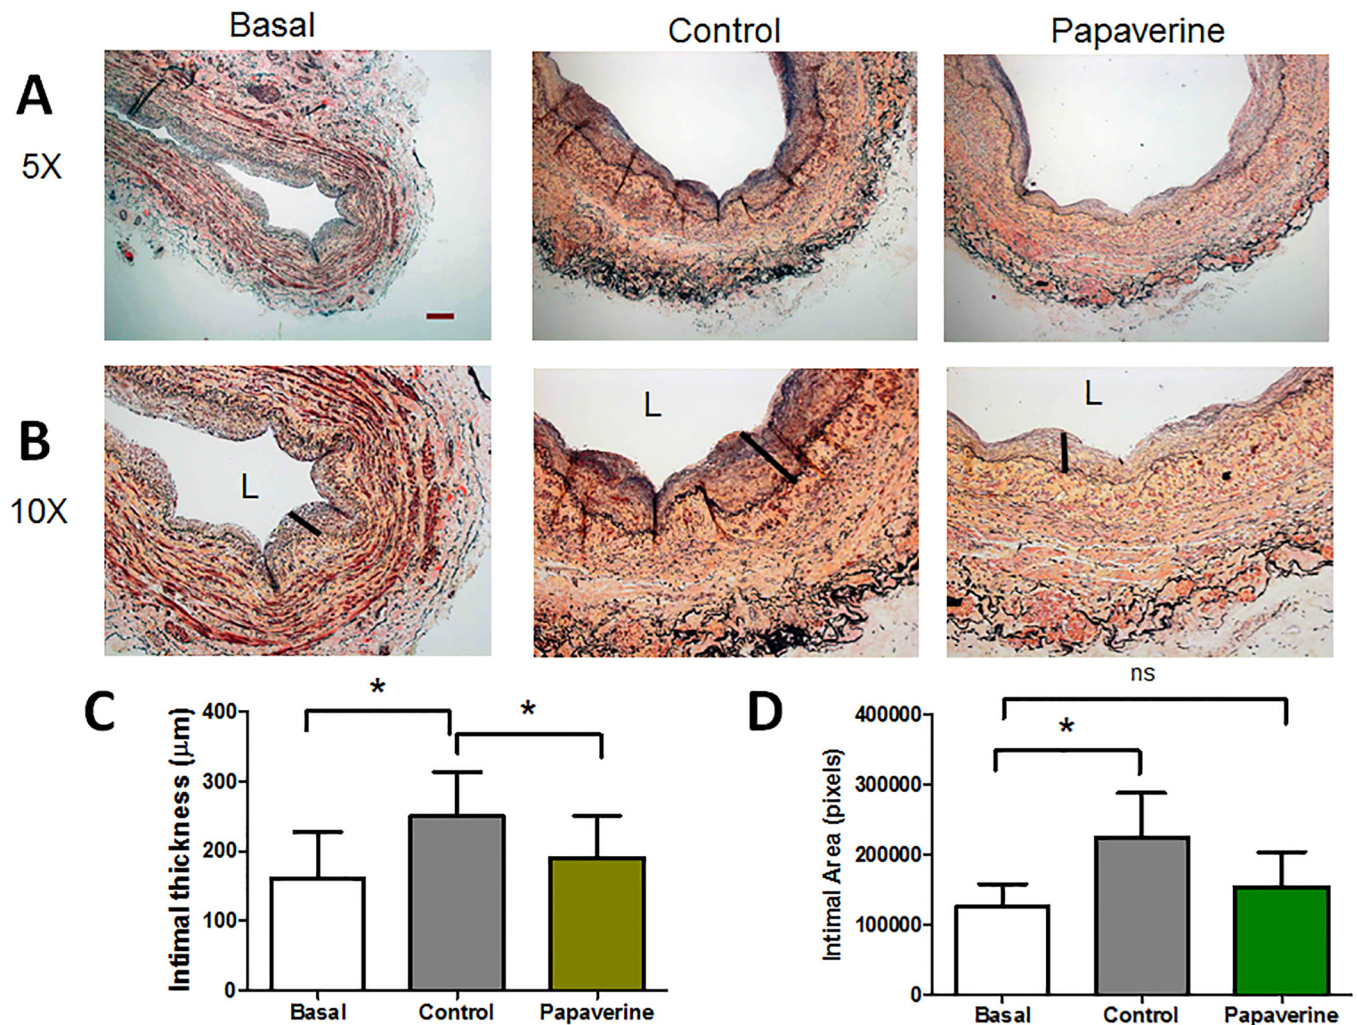 Basal
Control
Papaverine
A
5X
B
10X
L
L
L
C
*
*
Intimal thickness (μm)
400
300
200
100
0
Basal
Control
Papaverine
D
ns
*
Intimal Area (pixels)
400000
300000
200000
100000
0
Basal
Control
Papaverine